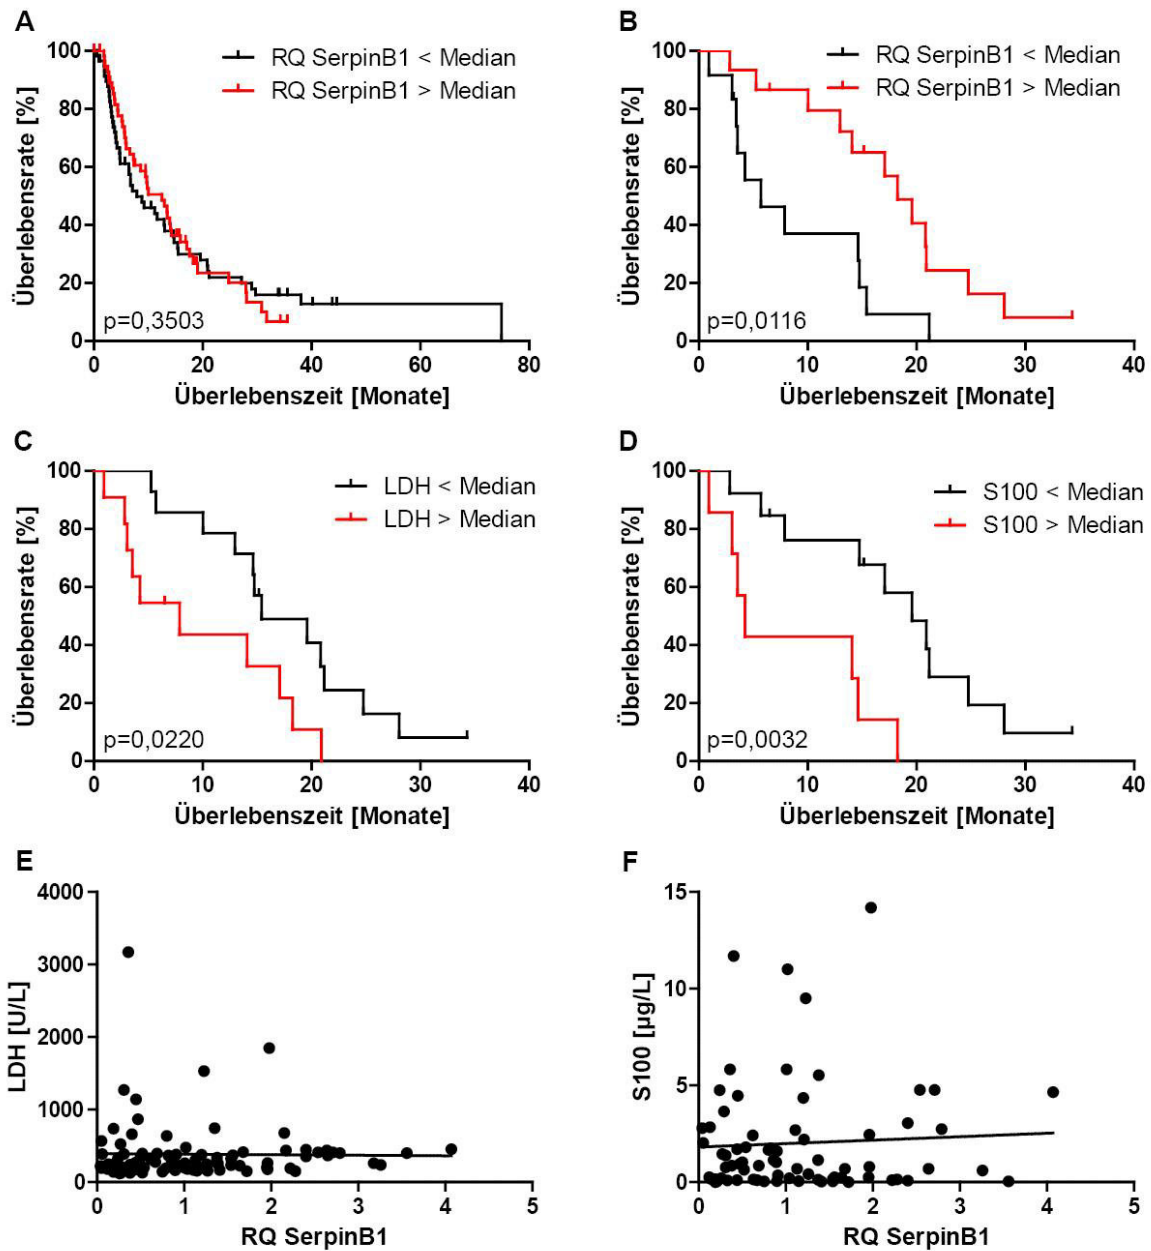 A
100
80
60
40
20
0
Überlebensrate [%]
RQ SerpinB1 < Median
RQ SerpinB1 > Median
p=0,3503
0 20 40 60 80
Überlebenszeit [Monate]
B
100
80
60
40
20
0
Überlebensrate [%]
RQ SerpinB1 < Median
RQ SerpinB1 > Median
p=0,0116
0 10 20 30 40
Überlebenszeit [Monate]
C
100
80
60
40
20
0
Überlebensrate [%]
LDH < Median
LDH > Median
p=0,0220
0 10 20 30 40
Überlebenszeit [Monate]
D
100
80
60
40
20
0
Überlebensrate [%]
S100 < Median
S100 > Median
p=0,0032
0 10 20 30 40
Überlebenszeit [Monate]
E
4000
3000
2000
1000
0
LDH [U/L]
0 1 2 3 4 5
RQ SerpinB1
F
15
10
5
0
S100 [µg/L]
0 1 2 3 4 5
RQ SerpinB1